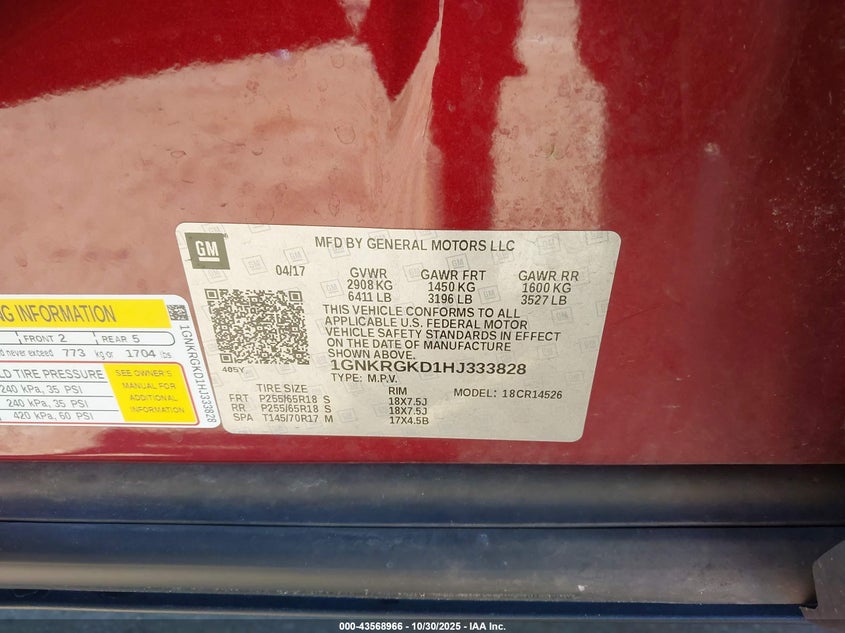 GM
MFD BY GENERAL MOTORS LLC
04/17
GVWR GAWR FRT GAWR RR
2908 KG 1450 KG 1600 KG
6411 LB 3196 LB 3527 LB
THIS VEHICLE CONFORMS TO ALL
APPLICABLE U.S. FEDERAL MOTOR
VEHICLE SAFETY STANDARDS IN EFFECT
ON THE DATE OF MANUFACTURE
SHOWN ABOVE.
1GNKRGKD1HJ333828
TYPE: M.P.V.
485Y
TIRE SIZE RIM MODEL: 18CR14526
FRT P255/65R18 S 18X7.5J
RR P255/65R18 S 18X7.5J
SPA T145/70R17 M 17X4.5B
NG INFORMATION
FRONT 2 REAR 5
d never exceed 773 kg or 1704 lbs
LD TIRE PRESSURE
240 kPa, 35 PSI
240 kPa, 35 PSI
420 kPa, 60 PSI
SEE OWNER'S
MANUAL FOR
ADDITIONAL
INFORMATION
1GNKRGKD1HJ333828
000-43568966 - 10/30/2025 - IAA Inc.